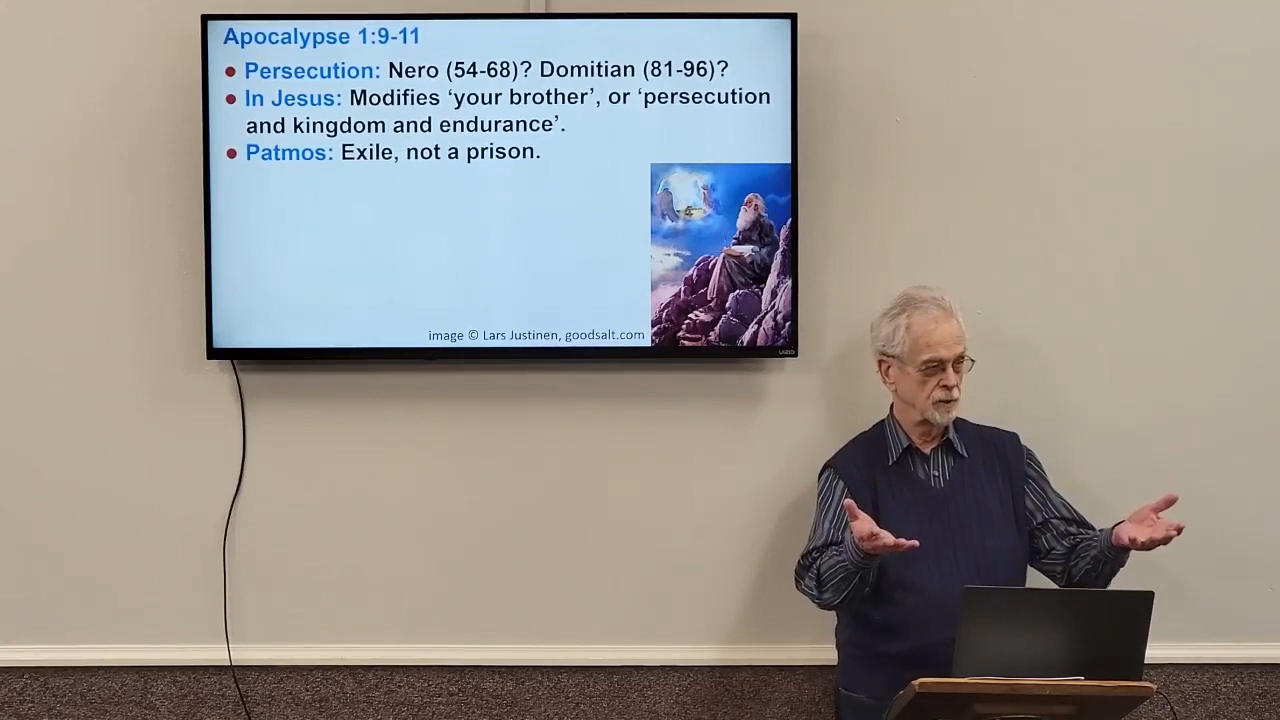 Apocalypse 1:9-11
● Persecution: Nero (54-68)? Domitian (81-96)?
● In Jesus: Modifies ‘your brother’, or ‘persecution
and kingdom and endurance’.
● Patmos: Exile, not a prison.
image © Lars Justinen, goodsalt.com
VIZIO